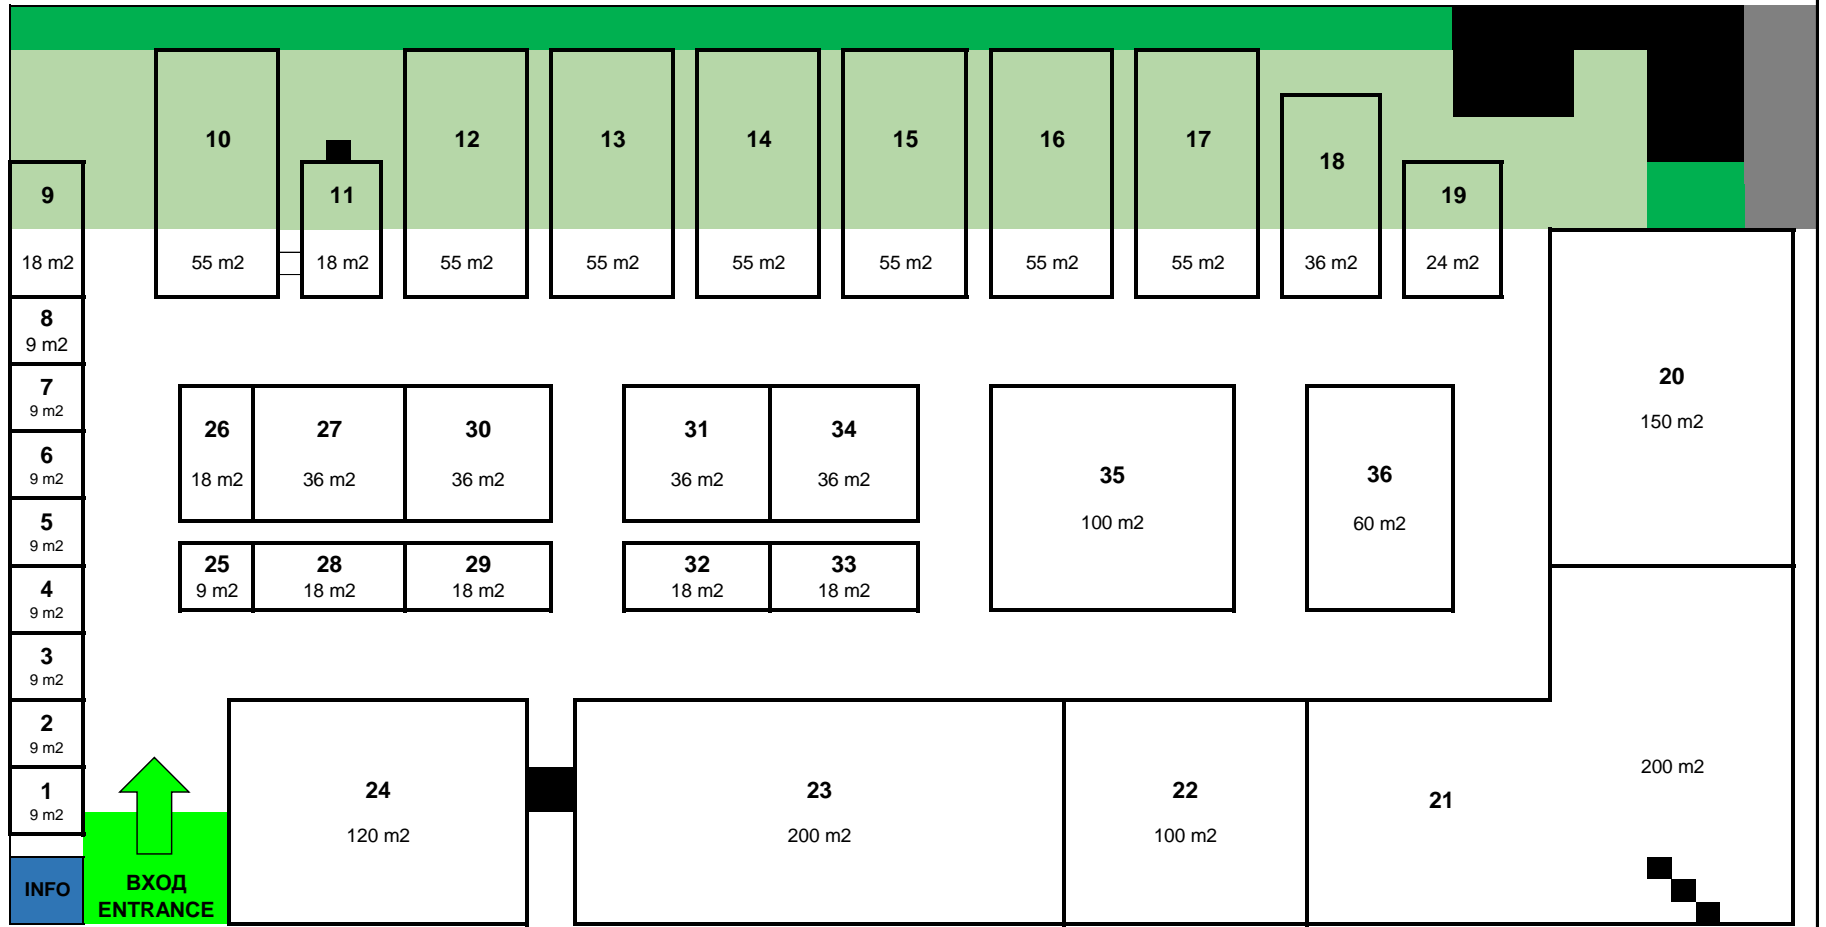 10
12
13
14
15
16
17
18
9
11
19
18 m2
55 m2
18 m2
55 m2
55 m2
55 m2
55 m2
55 m2
55 m2
36 m2
24 m2
8
9 m2
7
9 m2
6
9 m2
5
9 m2
4
9 m2
3
9 m2
2
9 m2
1
9 m2
INFO
ВХОД
ENTRANCE
26
18 m2
27
36 m2
30
36 m2
31
36 m2
34
36 m2
25
9 m2
28
18 m2
29
18 m2
32
18 m2
33
18 m2
35
100 m2
36
60 m2
20
150 m2
24
120 m2
23
200 m2
22
100 m2
21
200 m2